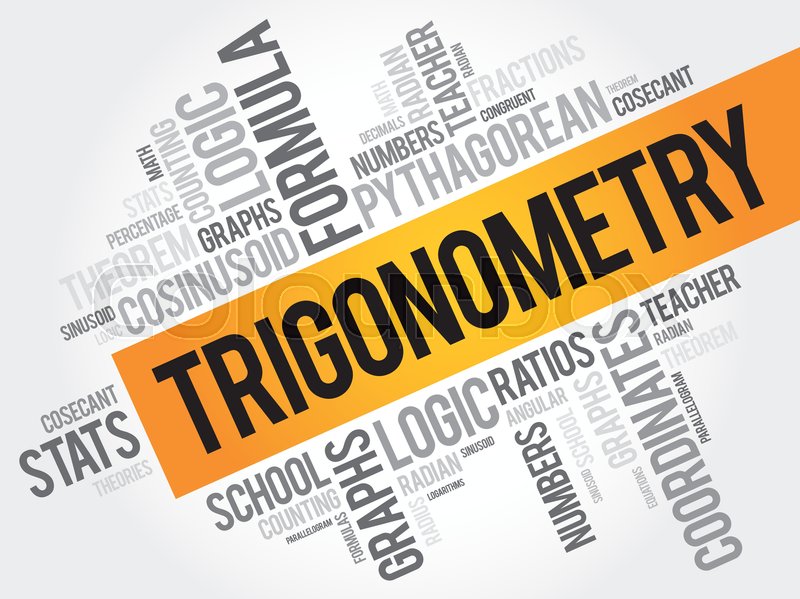 FORMULA
LOGIC
COUNTING
MATH
STATS
PERCENTAGE
THEOREM
GRAPHS
COSINUSOID
SINUSOID
LOGIC
MATH
DECIMALS
RADIAN
TEACHER
RADIAN
FRACTIONS
NUMBERS
CONGRUENT
PYTHAGOREAN
THEOREM
COSECANT
TRIGONOMETRY
colourbox
COSECANT
STATS
THEORIES
SCHOOL
COUNTING
PARALLELOGRAM
FORMULAS
GRAPHS
LOGIC
RADIAN
RADIUS
LOGARITHMS
SINUSOID
RATIOS
ANGULAR
NUMBERS
SCHOOL
SINUSOID
GRAPHS
EQUATIONS
COORDINATES
TEACHER
RADIAN
THEOREM
PARALLELOGRAM